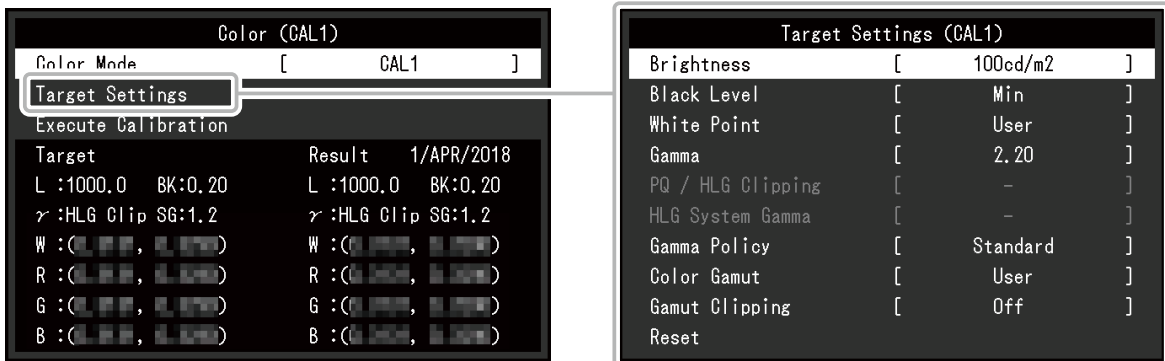 Color (CAL1)
Color Mode [ CAL1 ]
Target Settings
Execute Calibration
Target Result 1/APR/2018
L :1000.0 BK:0.20 L :1000.0 BK:0.20
γ :HLG Clip SG:1.2 γ :HLG Clip SG:1.2
W :( , ) W :( , )
R :( , ) R :( , )
G :( , ) G :( , )
B :( , ) B :( , )
Target Settings (CAL1)
Brightness [ 100cd/m2 ]
Black Level [ Min ]
White Point [ User ]
Gamma [ 2.20 ]
PQ / HLG Clipping [ - ]
HLG System Gamma [ - ]
Gamma Policy [ Standard ]
Color Gamut [ User ]
Gamut Clipping [ Off ]
Reset